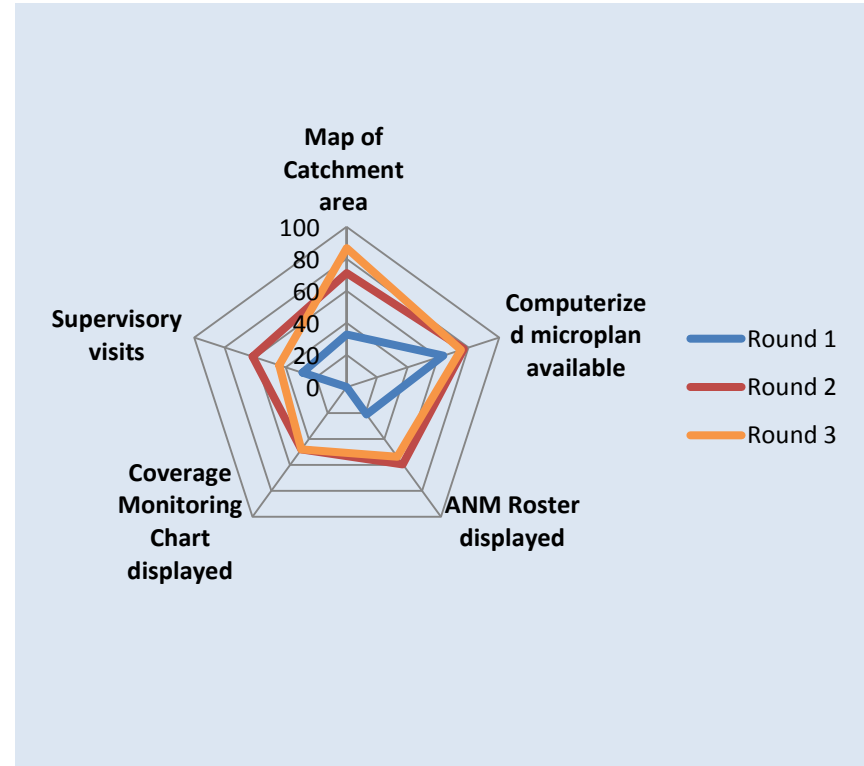 Map of
Catchment
area
100
80
60
40
20
0
Computerize
d microplan
available
ANM Roster
displayed
Coverage
Monitoring
Chart
displayed
Supervisory
visits
Round 1
Round 2
Round 3